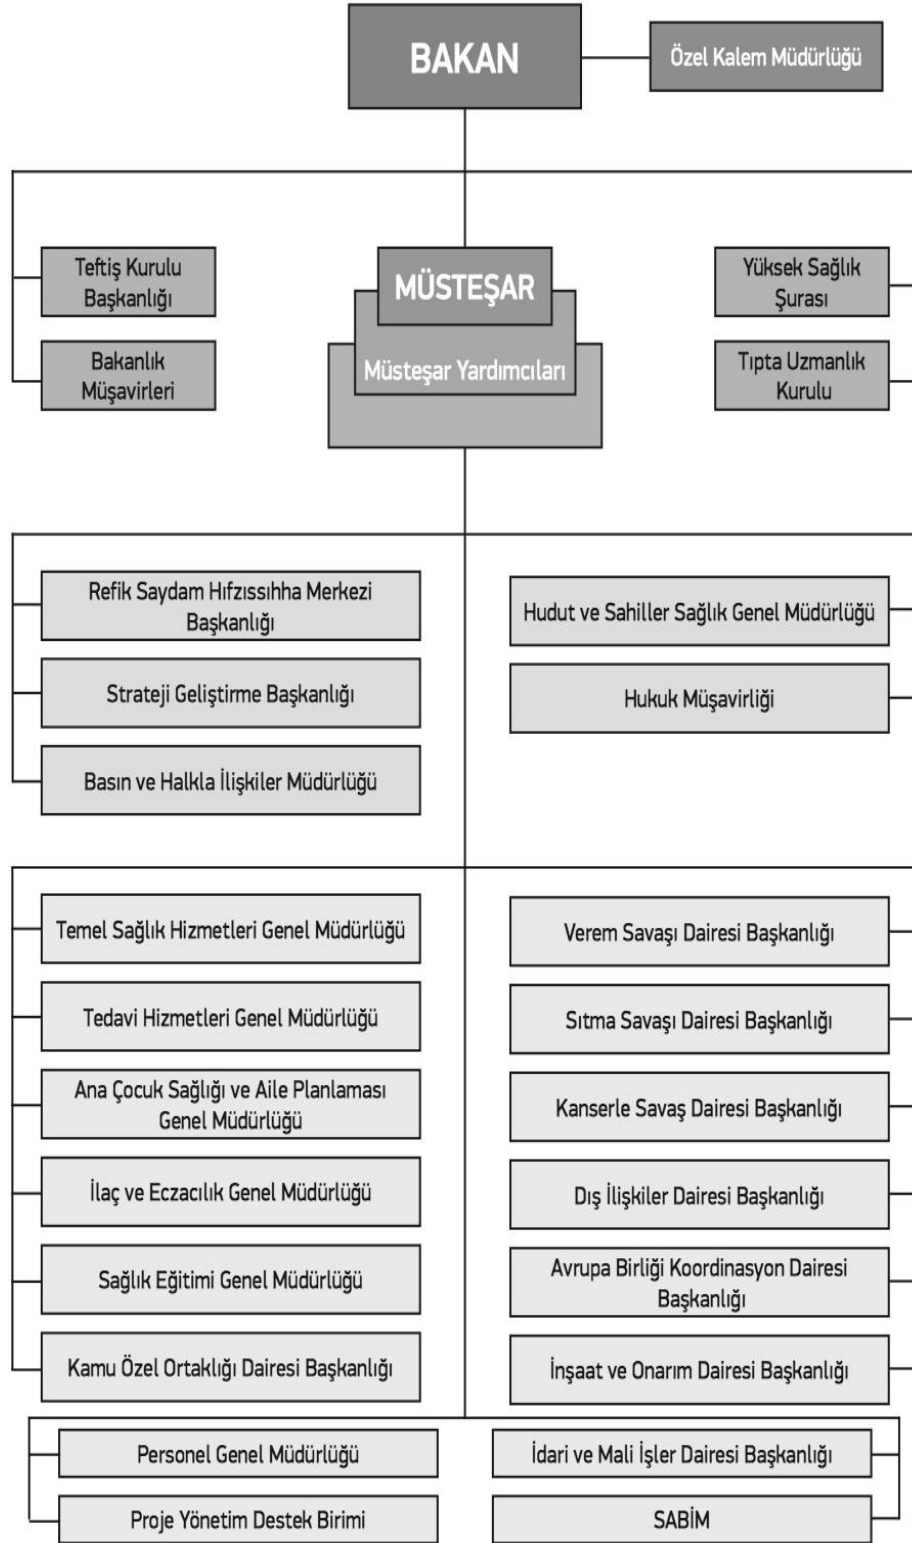 BAKAN
Özel Kalem Müdürlüğü
Teftiş Kurulu
Başkanlığı
MÜSTEŞAR
Yüksek Sağlık
Şurası
Bakanlık
Müşavirleri
Müsteşar Yardımcıları
Tıpta Uzmanlık
Kurulu
Refik Saydam Hıfzıssıhha Merkezi
Başkanlığı
Hudut ve Sahiller Sağlık Genel Müdürlüğü
Strateji Geliştirme Başkanlığı
Hukuk Müşavirliği
Basın ve Halkla İlişkiler Müdürlüğü
Temel Sağlık Hizmetleri Genel Müdürlüğü
Verem Savaşı Dairesi Başkanlığı
Tedavi Hizmetleri Genel Müdürlüğü
Sıtma Savaşı Dairesi Başkanlığı
Ana Çocuk Sağlığı ve Aile Planlaması
Genel Müdürlüğü
Kanserle Savaş Dairesi Başkanlığı
İlaç ve Eczacılık Genel Müdürlüğü
Dış İlişkiler Dairesi Başkanlığı
Sağlık Eğitimi Genel Müdürlüğü
Avrupa Birliği Koordinasyon Dairesi
Başkanlığı
Kamu Özel Ortaklığı Dairesi Başkanlığı
İnşaat ve Onarım Dairesi Başkanlığı
Personel Genel Müdürlüğü
İdari ve Mali İşler Dairesi Başkanlığı
Proje Yönetim Destek Birimi
SABİM